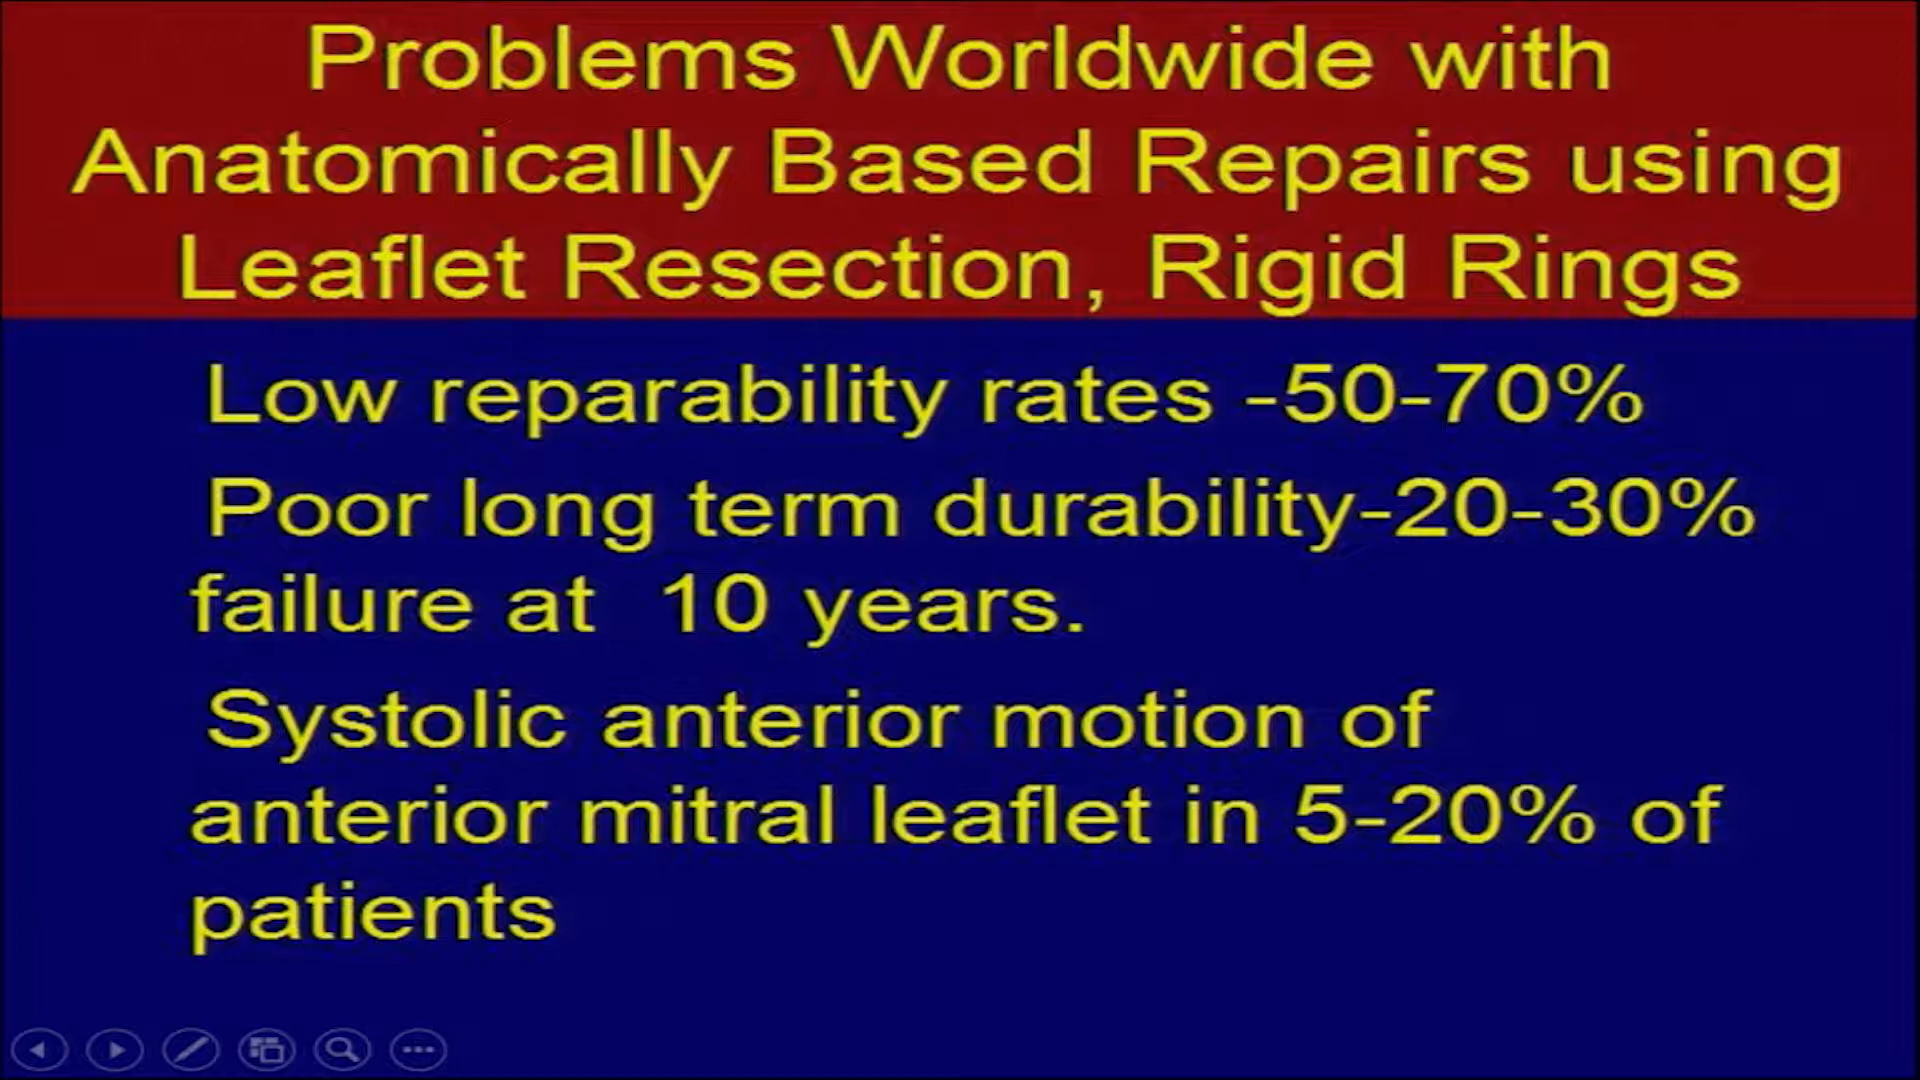 Problems Worldwide with
Anatomically Based Repairs using
Leaflet Resection, Rigid Rings
Low reparability rates -50-70%
Poor long term durability-20-30%
failure at  10 years.
Systolic anterior motion of
anterior mitral leaflet in 5-20% of
patients